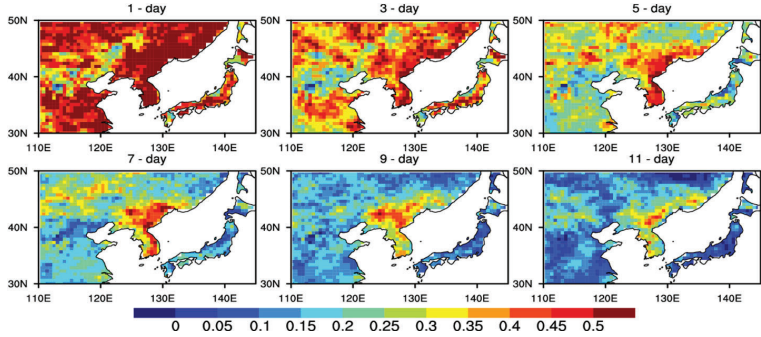 1 - day 3 - day 5 - day
50N 50N 50N
40N 40N 40N
30N 30N 30N
110E 120E 130E 140E 110E 120E 130E 140E 110E 120E 130E 140E
7 - day 9 - day 11 - day
50N 50N 50N
40N 40N 40N
30N 30N 30N
110E 120E 130E 140E 110E 120E 130E 140E 110E 120E 130E 140E
0 0.05 0.1 0.15 0.2 0.25 0.3 0.35 0.4 0.45 0.5